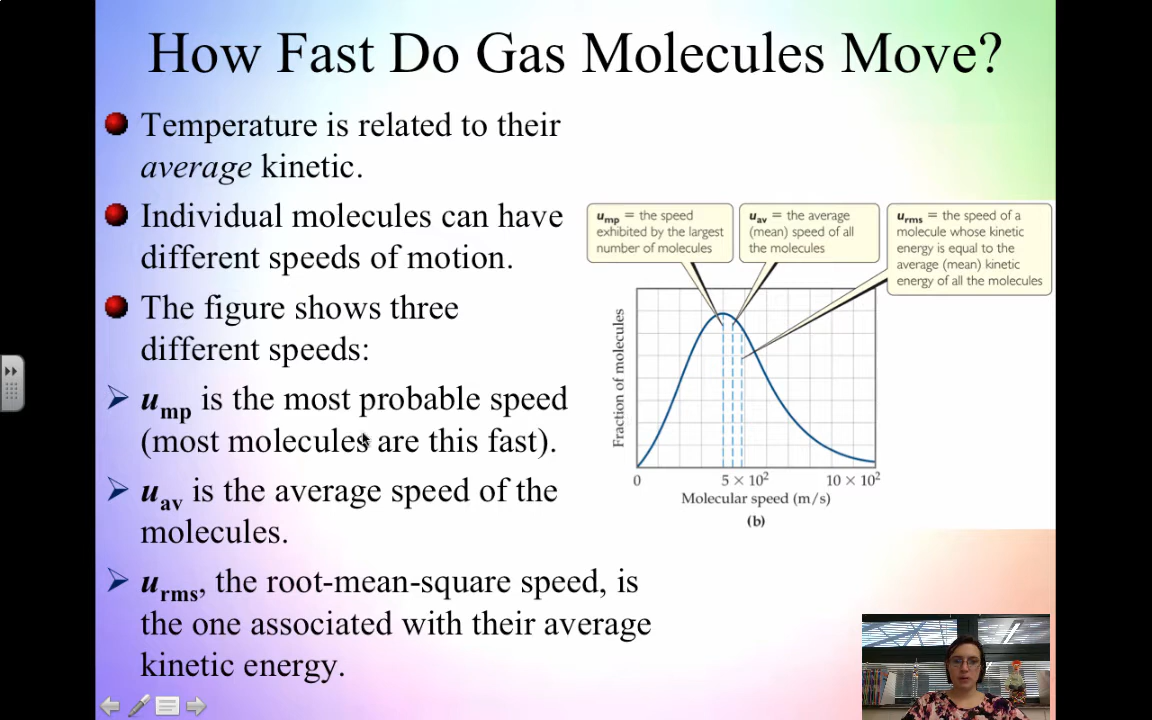 How Fast Do Gas Molecules Move?
Temperature is related to their
average kinetic.
Individual molecules can have
different speeds of motion.
The figure shows three
different speeds:
ump is the most probable speed
(most molecules are this fast).
uav is the average speed of the
molecules.
urms, the root-mean-square speed, is
the one associated with their average
kinetic energy.
ump = the speed
exhibited by the largest
number of molecules
uav = the average
(mean) speed of all
the molecules
urms = the speed of a
molecule whose kinetic
energy is equal to the
average (mean) kinetic
energy of all the molecules
Fraction of molecules
0
5 × 10²
10 × 10²
Molecular speed (m/s)
(b)